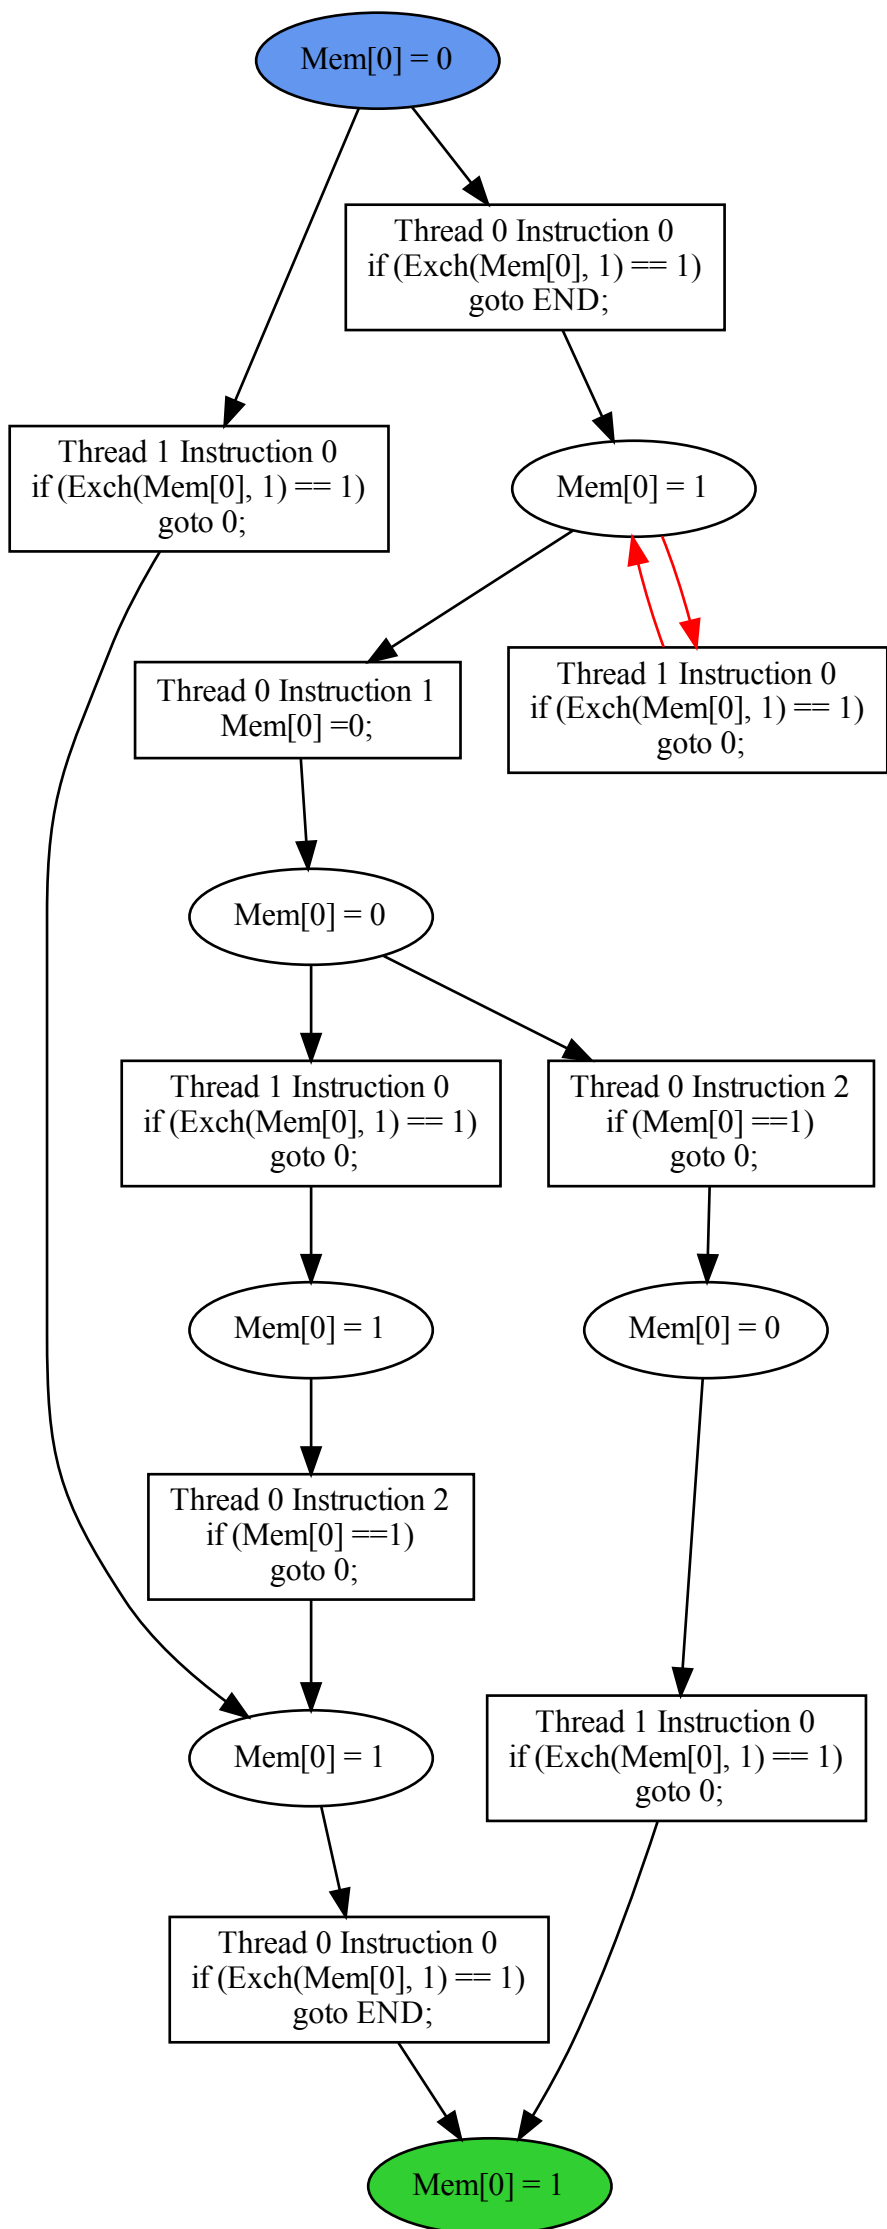 Mem[0] = 0
Thread 0 Instruction 0
if (Exch(Mem[0], 1) == 1)
goto END;
Thread 1 Instruction 0
if (Exch(Mem[0], 1) == 1)
goto 0;
Mem[0] = 1
Thread 0 Instruction 1
Mem[0] =0;
Thread 1 Instruction 0
if (Exch(Mem[0], 1) == 1)
goto 0;
Mem[0] = 0
Thread 1 Instruction 0
if (Exch(Mem[0], 1) == 1)
goto 0;
Thread 0 Instruction 2
if (Mem[0] ==1)
goto 0;
Mem[0] = 1
Mem[0] = 0
Thread 0 Instruction 2
if (Mem[0] ==1)
goto 0;
Mem[0] = 1
Thread 1 Instruction 0
if (Exch(Mem[0], 1) == 1)
goto 0;
Thread 0 Instruction 0
if (Exch(Mem[0], 1) == 1)
goto END;
Mem[0] = 1